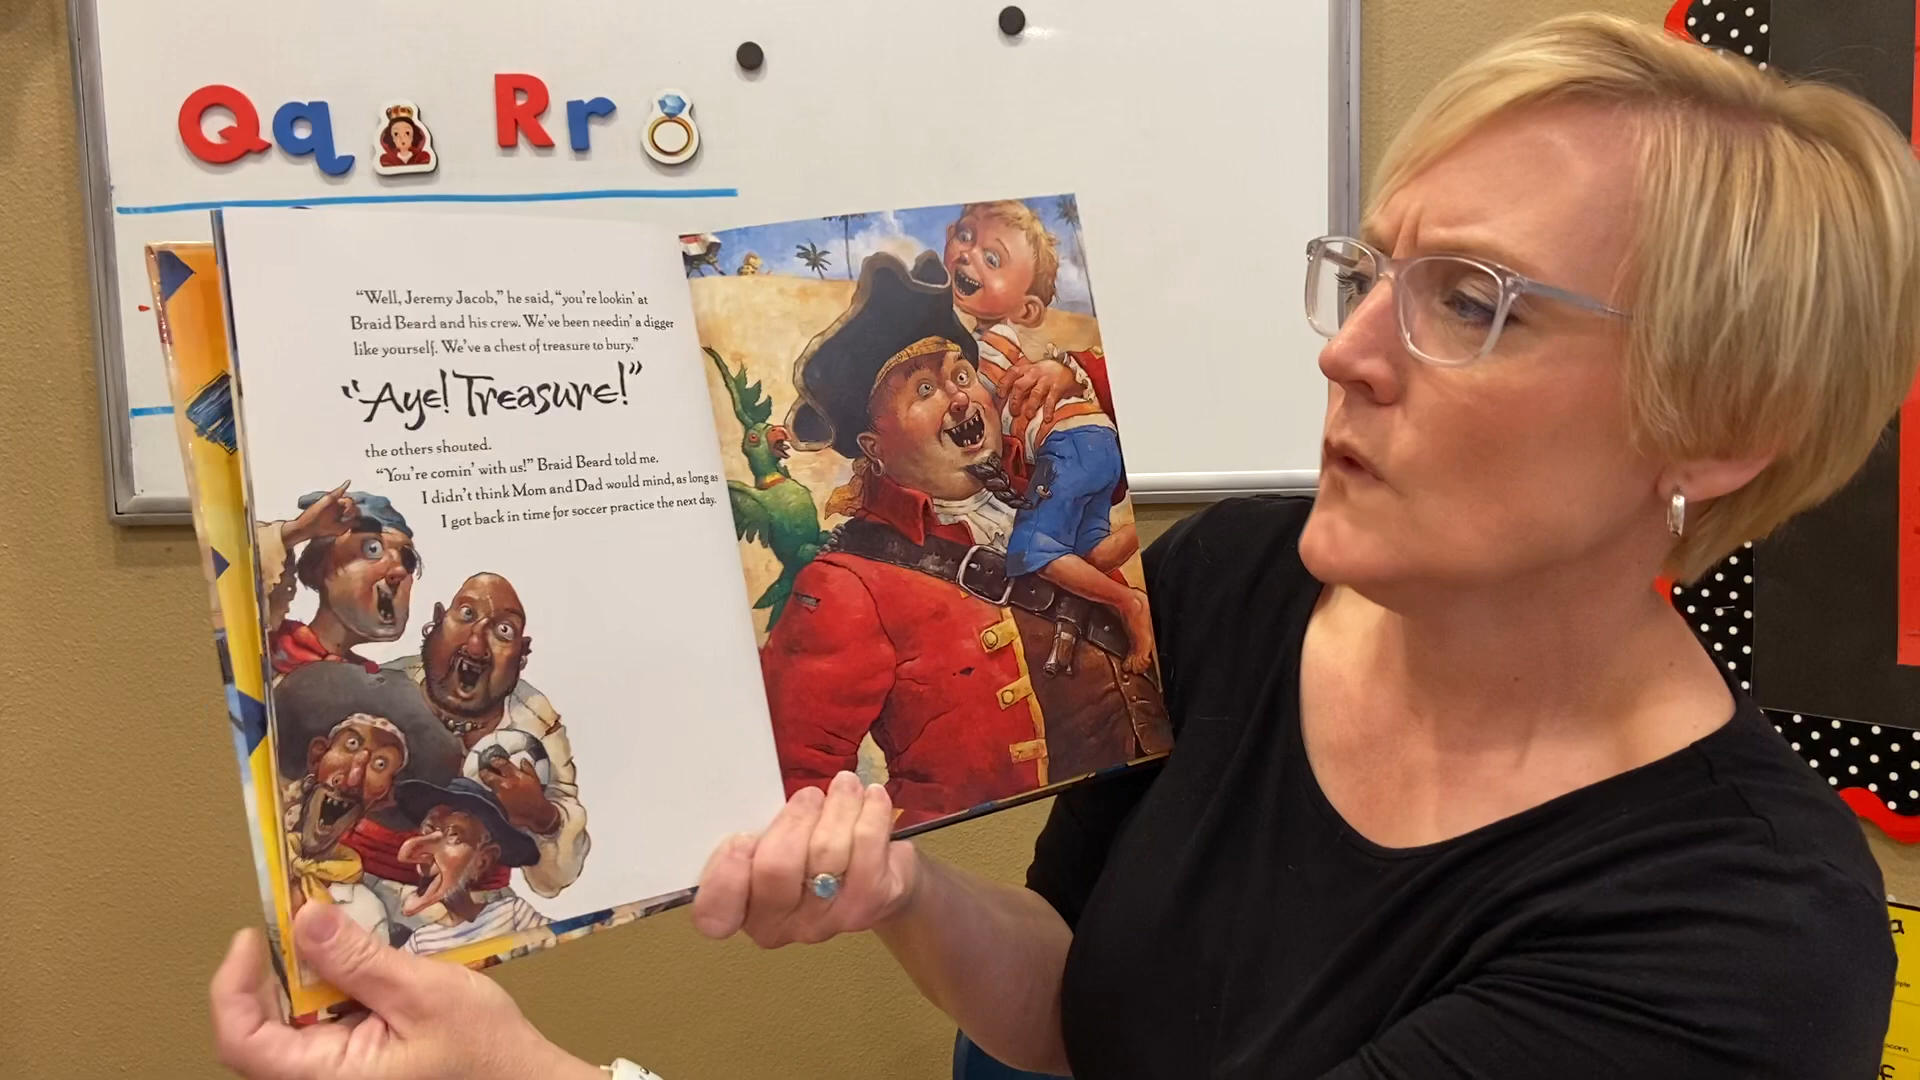 Qq Rr
“Well, Jeremy Jacob,” he said, “you’re lookin’ at
Braid Beard and his crew. We’ve been needin’ a digger
like yourself. We’ve a chest of treasure to bury.”
“Aye! Treasure!”
the others shouted.
“You’re comin’ with us!” Braid Beard told me.
I didn’t think Mom and Dad would mind, as long as
I got back in time for soccer practice the next day.